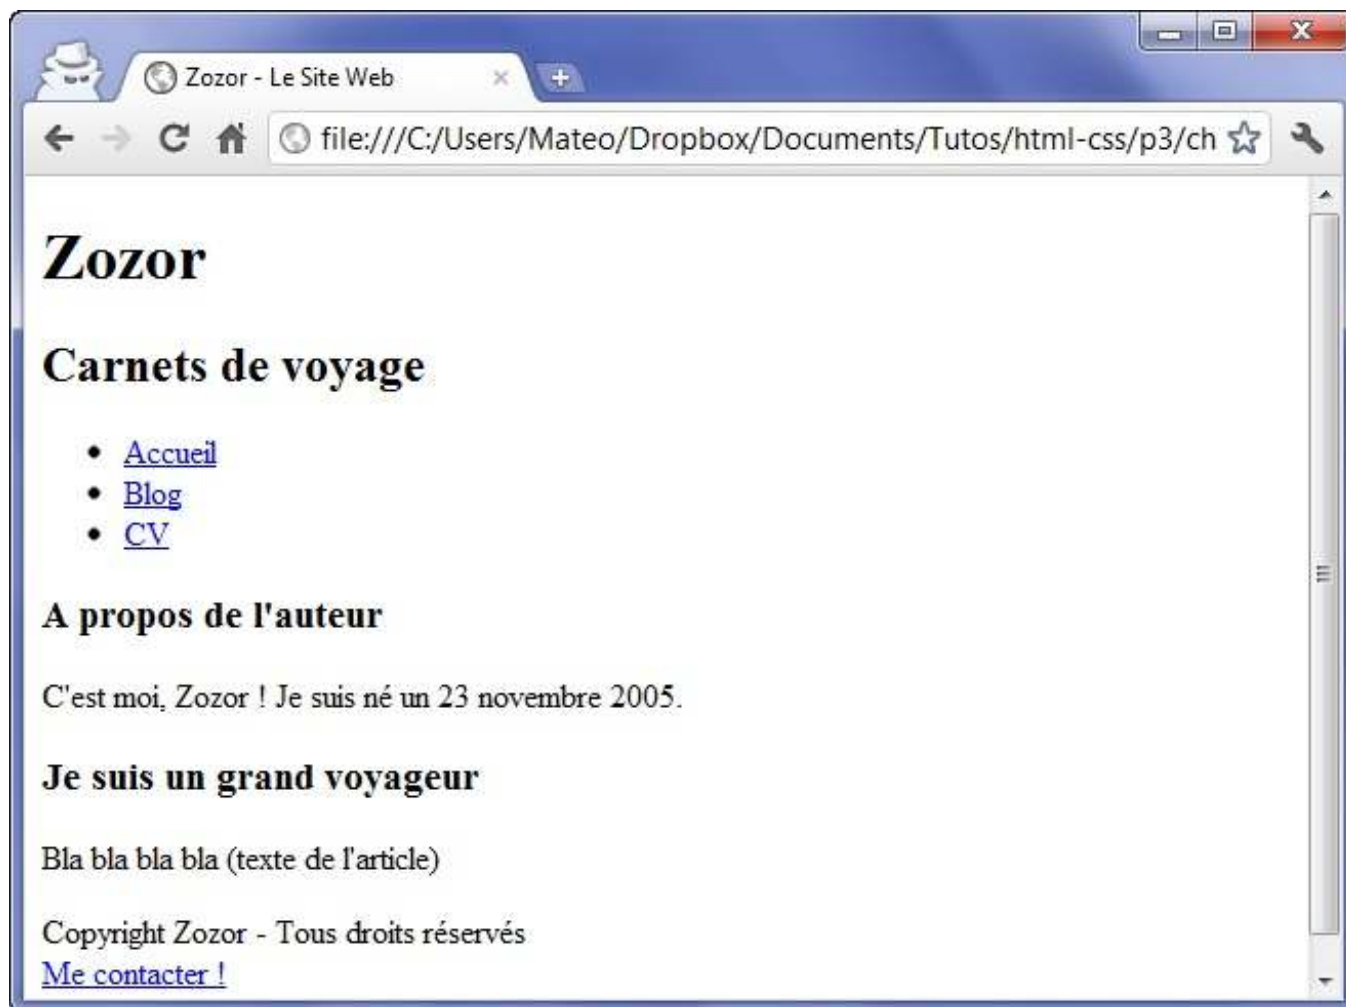 Zozor - Le Site Web
file:///C:/Users/Mateo/Dropbox/Documents/Tutos/html-css/p3/ch
Zozor
Carnets de voyage
Accueil
Blog
CV
A propos de l'auteur
C'est moi, Zozor ! Je suis né un 23 novembre 2005.
Je suis un grand voyageur
Bla bla bla bla (texte de l'article)
Copyright Zozor - Tous droits réservés
Me contacter !